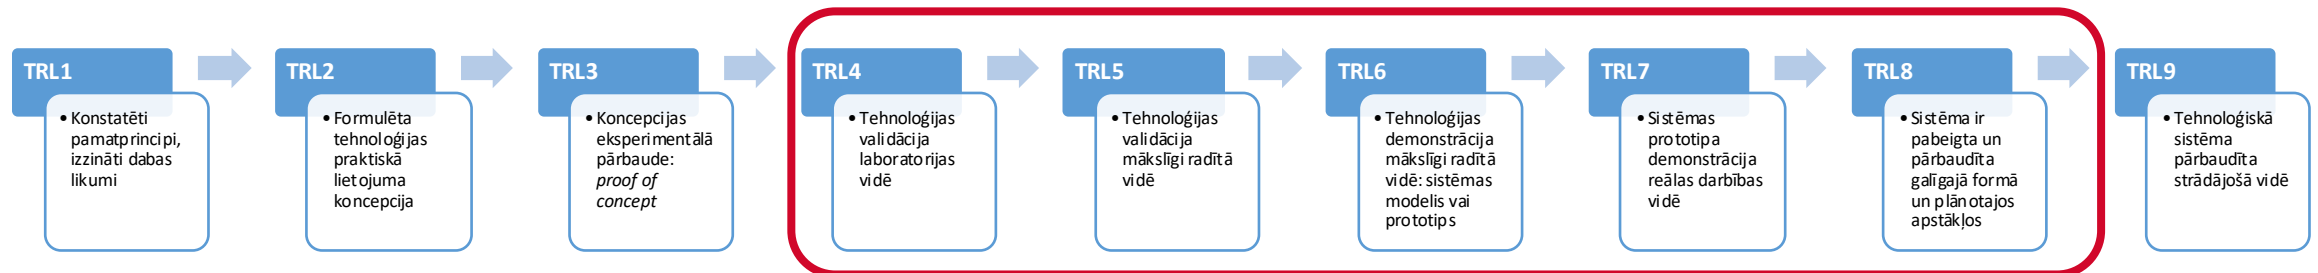 TRL1
• Konstatēti
pamatprincipi,
izzināti dabas
likumi
TRL2
• Formulēta
tehnoloģijas
praktiskā
lietojuma
koncepcija
TRL3
• Koncepcijas
eksperimentālā
pārbaude:
proof of
concept
TRL4
• Tehnoloģijas
validācija
laboratorijas
vidē
TRL5
• Tehnoloģijas
validācija
mākslīgi radītā
vidē
TRL6
• Tehnoloģijas
demonstrācija
mākslīgi radītā
vidē: sistēmas
modelis vai
prototips
TRL7
• Sistēmas
prototipa
demonstrācija
reālas darbības
vidē
TRL8
• Sistēma ir
pabeigta un
pārbaudīta
galīgajā formā
un plānotajos
apstākļos
TRL9
• Tehnoloģiskā
sistēma
pārbaudīta
strādājošā vidē